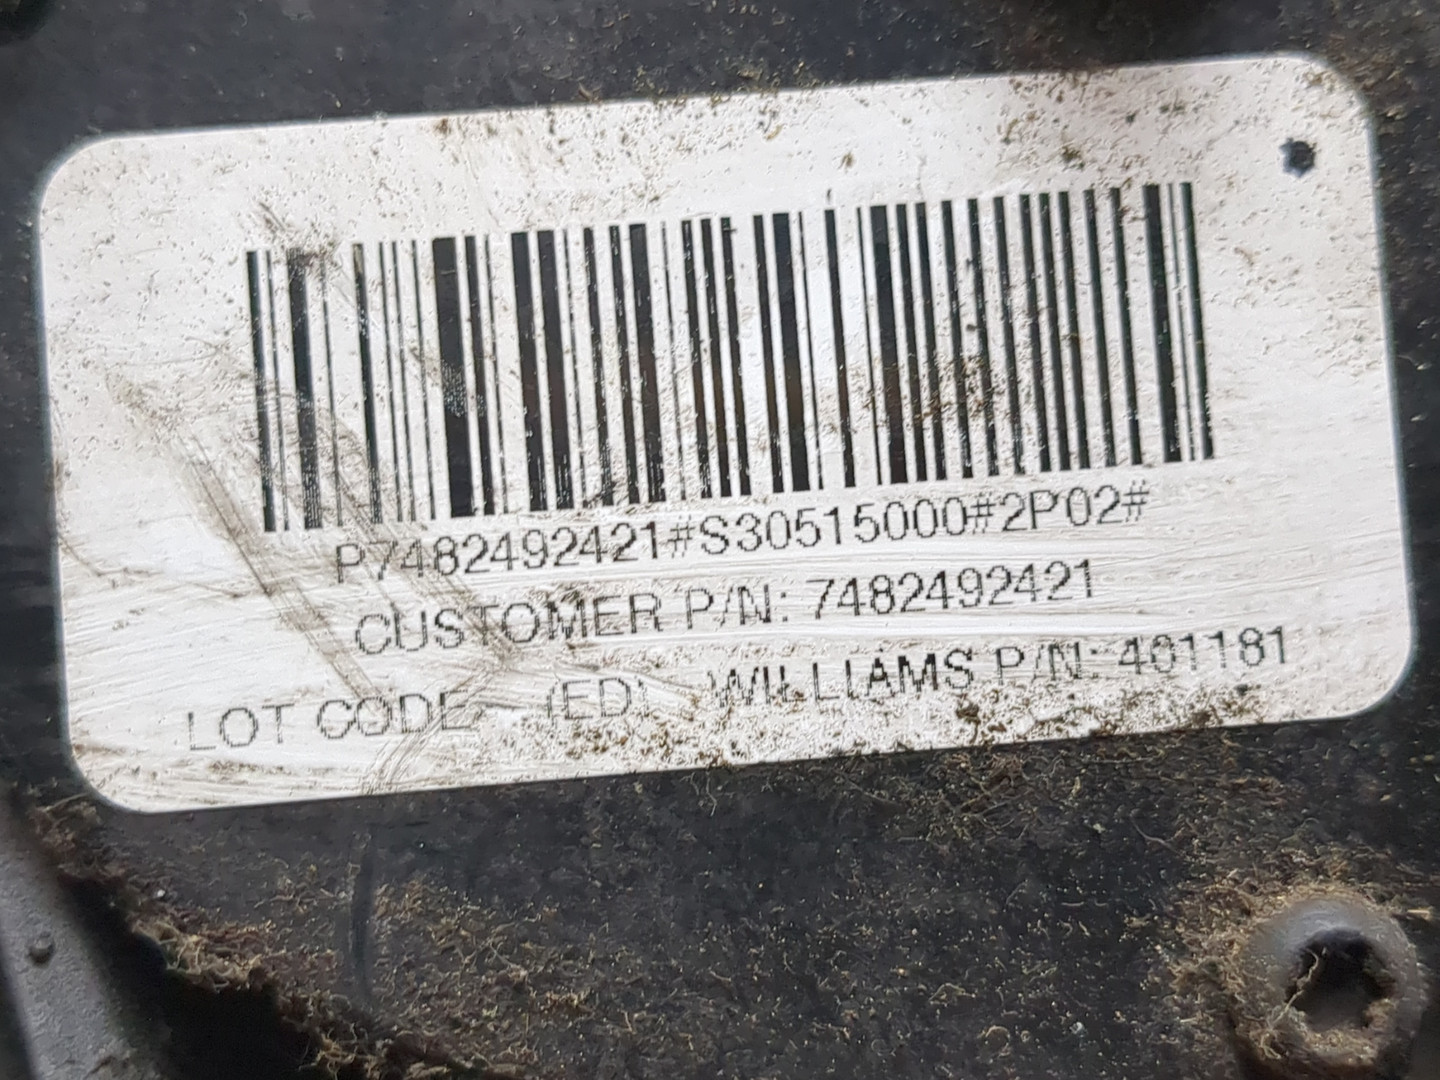 P7482492421#S30515000#2P02#
CUSTOMER P/N: 7482492421
LOT CODE (ED) WILLIAMS P/N: 401181